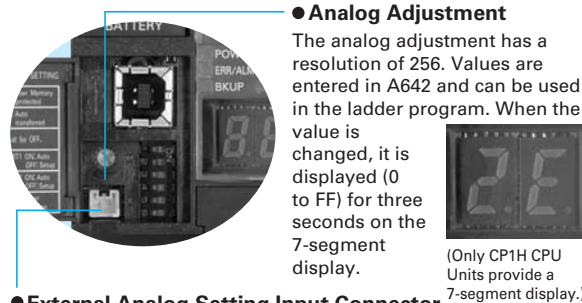 BATTERY
SETTING
POW
ERR/ALM
BKUP
● Analog Adjustment
The analog adjustment has a
resolution of 256. Values are
entered in A642 and can be used
in the ladder program. When the
value is
changed, it is
displayed (0
to FF) for three
seconds on the
7-segment
display.
2E
(Only CP1H CPU
Units provide a
7-segment display.)
● External Analog Setting Input Connector